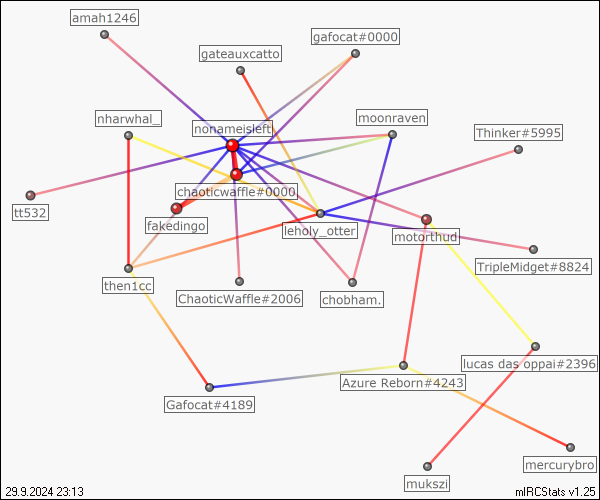 amah1246
gafocat#0000
gateauxcatto
nharwhal_
nonameisleft
moonraven
Thinker#5995
chaoticwaffle#0000
tt532
fakedingo
ieholy_otter
motorthud
TripleMidget#8824
then1cc
ChaoticWaffle#2006
chobham.
lucas das oppai#2396
Azure Reborn#4243
Gafocat#4189
mercurybro
mukszi
29.9.2024 23:13
mIRCStats v1.25